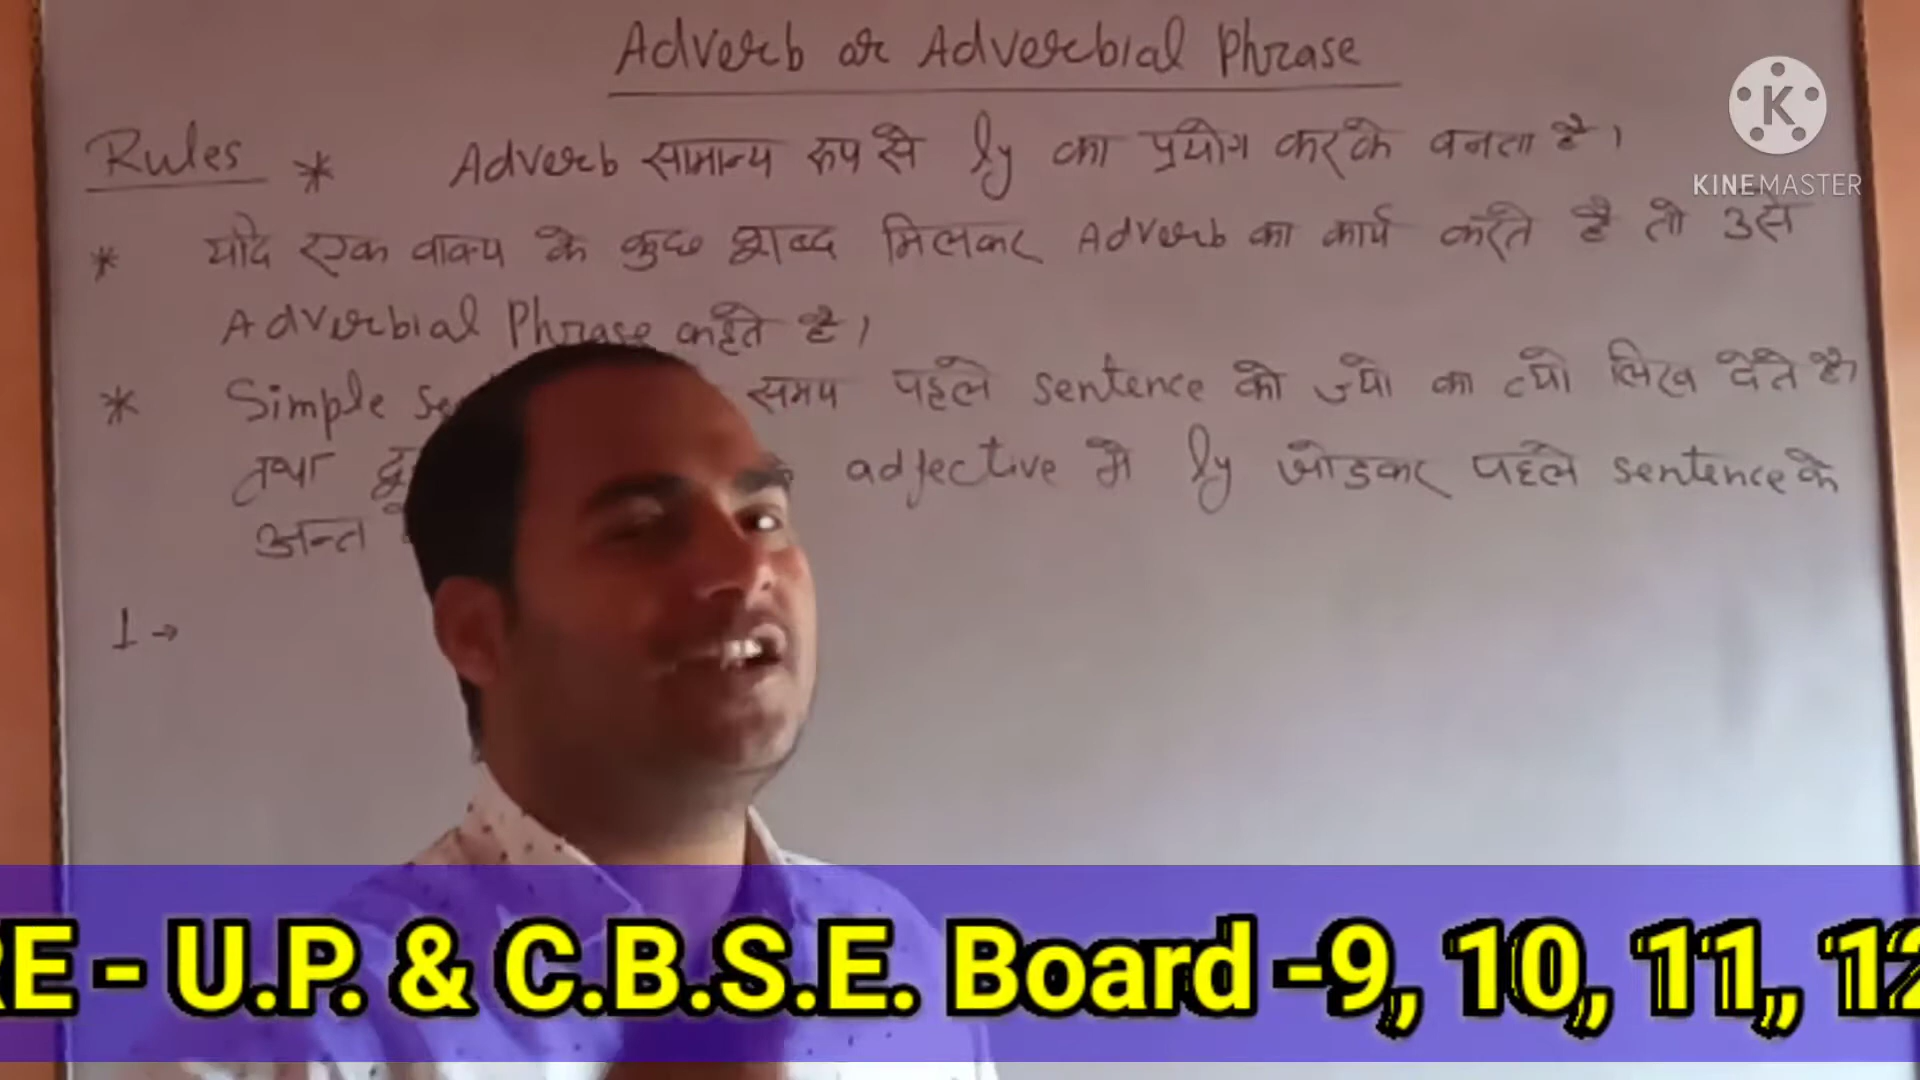 Adverb or Adverbial Phrase
Rules * Adverb सामान्य रूप से ly का प्रयोग करके बनता है।
* यदि एक वाक्य के कुछ शब्द मिलकर Adverb का कार्य करते है तो उसे
Adverbial Phrase कहते है।
* Simple समय पहले sentence को ज्यो का त्यो लिख देते है।
तथा adjective मे ly जोडकर पहले sentence के
अन्त
1 →
K
KINEMASTER
RE - U.P. & C.B.S.E. Board -9, 10, 11,, 12